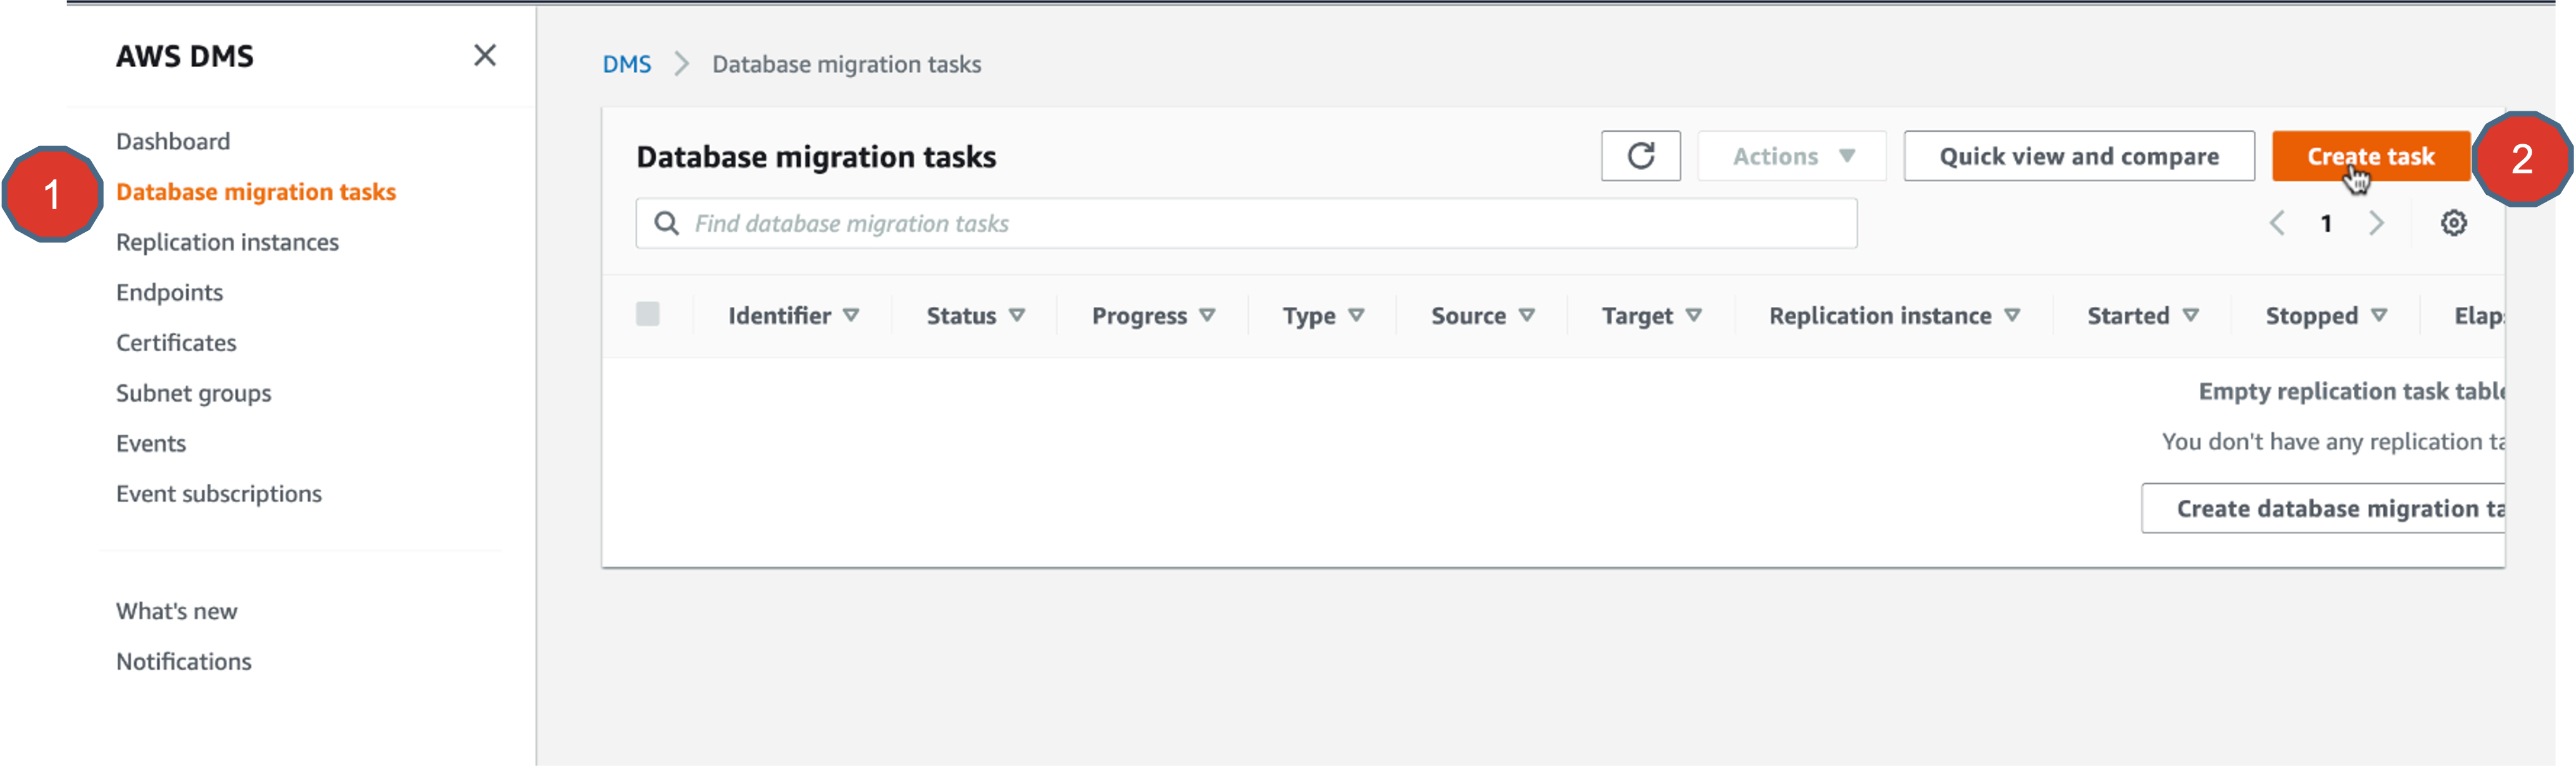 AWS DMS
Dashboard
1
Database migration tasks
Replication instances
Endpoints
Certificates
Subnet groups
Events
Event subscriptions
What's new
Notifications
DMS Database migration tasks
Database migration tasks Actions Quick view and compare Create task 2
Find database migration tasks 1
Identifier Status Progress Type Source Target Replication instance Started Stopped Elap
Empty replication task table
You don't have any replication ta
Create database migration ta